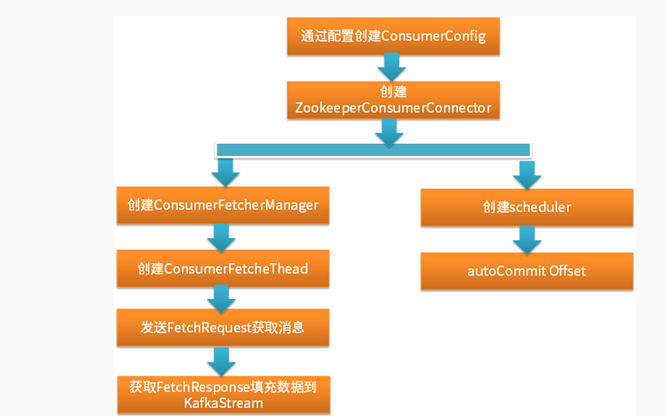 通过配置创建ConsumerConfig
创建
ZookeeperConsumerConnector
创建ConsumerFetcherManager
创建ConsumerFetcheThead
发送FetchRequest获取消息
获取FetchResponse填充数据到
KafkaStream
创建scheduler
autoCommit Offset